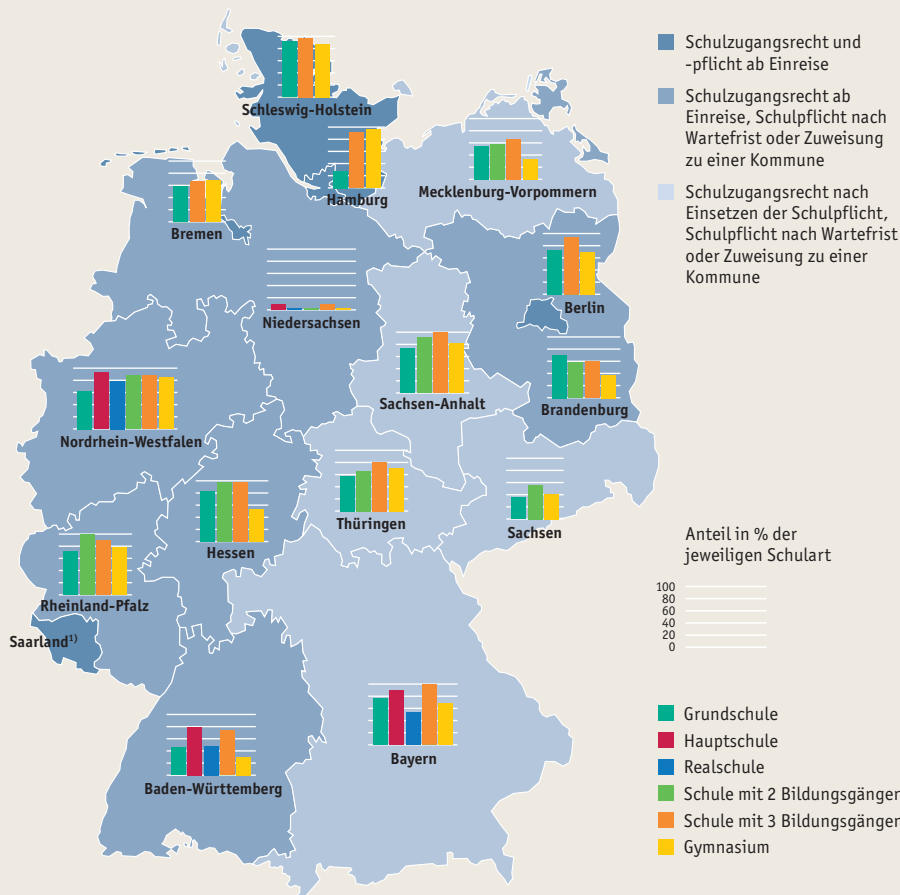 Schulzugangsrecht und
-pflicht ab Einreise
Schulzugangsrecht ab
Einreise, Schulpflicht nach
Wartefrist oder Zuweisung
zu einer Kommune
Schulzugangsrecht nach
Einsetzen der Schulpflicht,
Schulpflicht nach Wartefrist
oder Zuweisung zu einer
Kommune
Schleswig-Holstein
Hamburg
Mecklenburg-Vorpommern
Bremen
Berlin
Niedersachsen
Sachsen-Anhalt
Brandenburg
Nordrhein-Westfalen
Thüringen
Sachsen
Hessen
Rheinland-Pfalz
Saarland¹⁾
Bayern
Baden-Württemberg
Anteil in % der
jeweiligen Schulart
100
80
60
40
20
0
Grundschule
Hauptschule
Realschule
Schule mit 2 Bildungsgängen
Schule mit 3 Bildungsgängen
Gymnasium